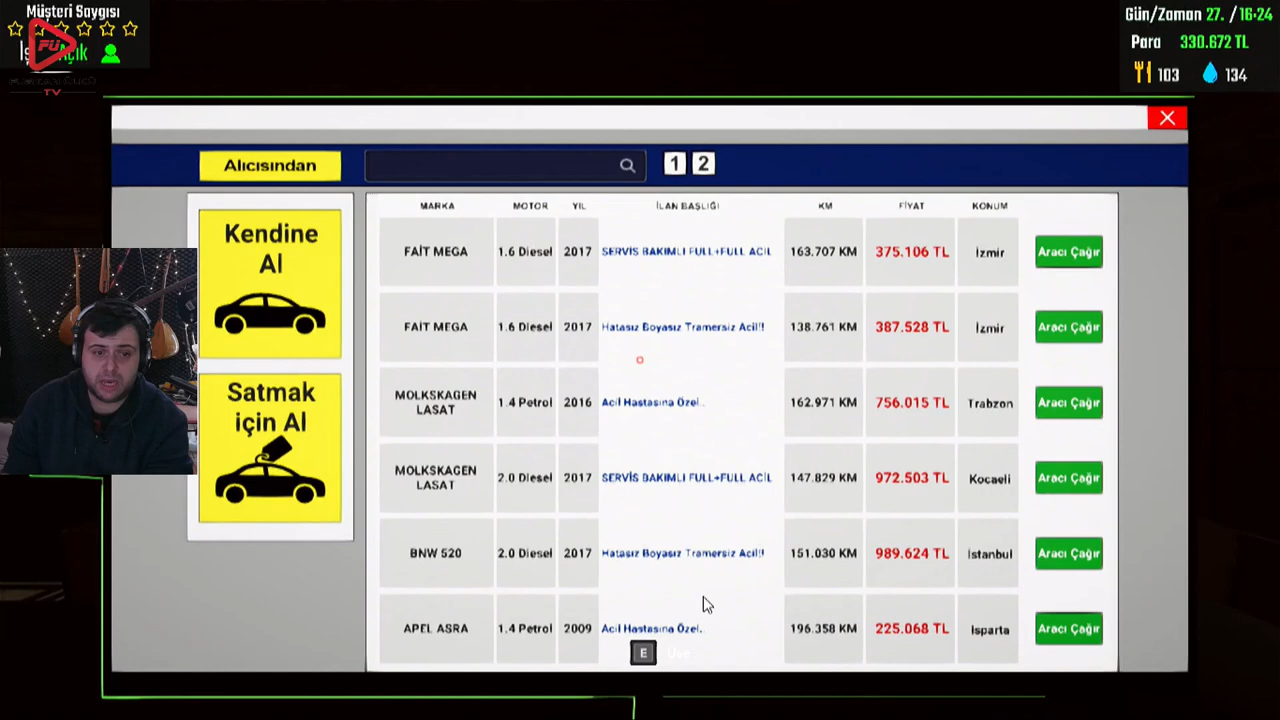 Müşteri Saygısı
Açık
FÜ
TV
Gün/Zaman 27. / 16:24
Para 330.672 TL
103 134
Alıcısından
1 2
Kendine
Al
Satmak
için Al
MARKA MOTOR YIL İLAN BAŞLIĞI KM FİYAT KONUM
FAİT MEGA 1.6 Diesel 2017 SERVİS BAKIMLI FULL+FULL ACİL 163.707 KM 375.106 TL İzmir Aracı Çağır
FAİT MEGA 1.6 Diesel 2017 Hatasız Boyasız Tramersiz Acil!! 138.761 KM 387.528 TL İzmir Aracı Çağır
MOLKSKAGEN
LASAT 1.4 Petrol 2016 Acil Hastasına Özel.. 162.971 KM 756.015 TL Trabzon Aracı Çağır
MOLKSKAGEN
LASAT 2.0 Diesel 2017 SERVİS BAKIMLI FULL+FULL ACİL 147.829 KM 972.503 TL Kocaeli Aracı Çağır
BNW 520 2.0 Diesel 2017 Hatasız Boyasız Tramersiz Acil!! 151.030 KM 989.624 TL İstanbul Aracı Çağır
APEL ASRA 1.4 Petrol 2009 Acil Hastasına Özel.. 196.358 KM 225.068 TL Isparta Aracı Çağır
E Use